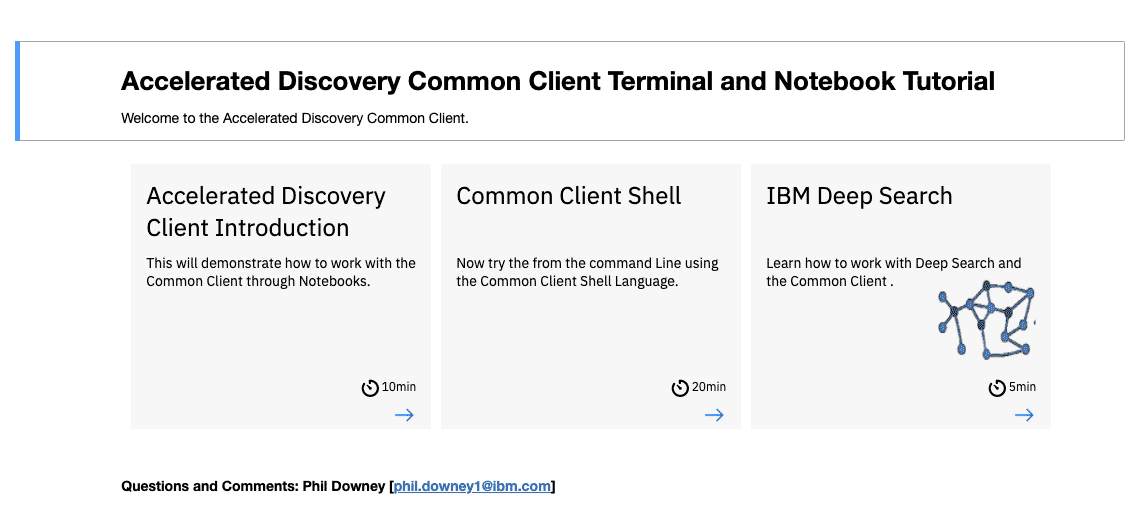 Accelerated Discovery Common Client Terminal and Notebook Tutorial
Welcome to the Accelerated Discovery Common Client.
Accelerated Discovery
Client Introduction
This will demonstrate how to work with the
Common Client through Notebooks.
10min
Common Client Shell
Now try the from the command Line using
the Common Client Shell Language.
20min
IBM Deep Search
Learn how to work with Deep Search and
the Common Client .
5min
Questions and Comments: Phil Downey [phil.downey1@ibm.com]